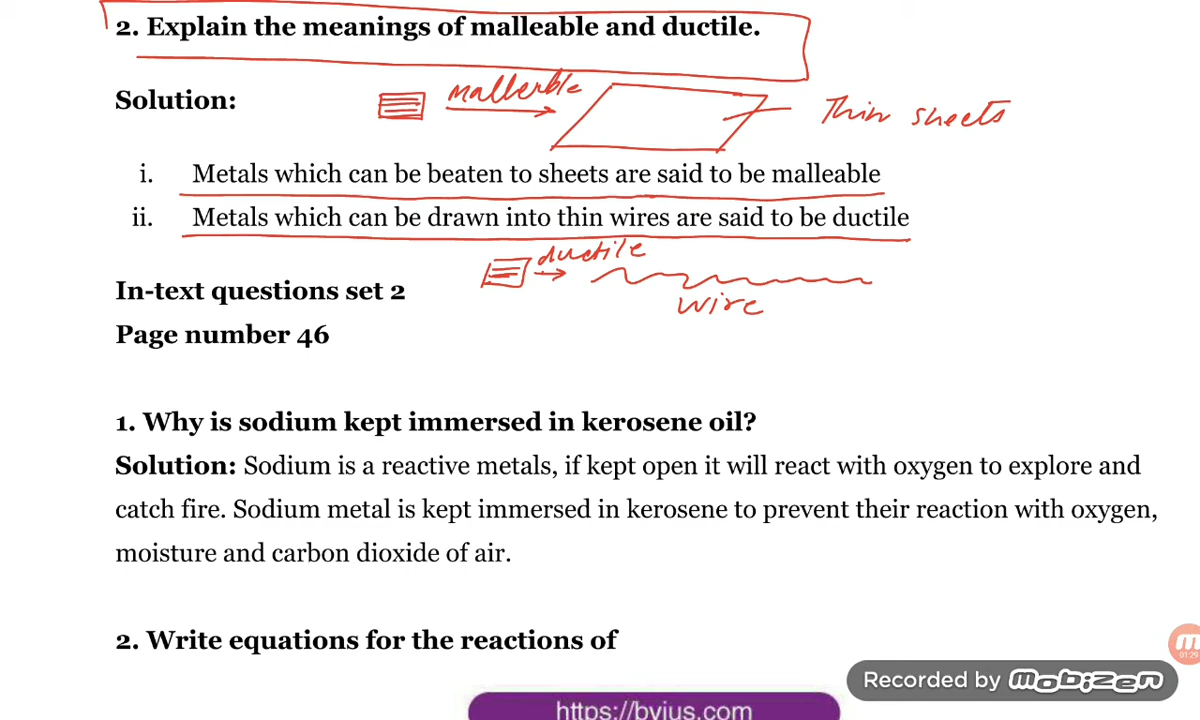 2. Explain the meanings of malleable and ductile.
Solution:
mallerble
Thin sheets
i. Metals which can be beaten to sheets are said to be malleable
ii. Metals which can be drawn into thin wires are said to be ductile
ductile
wire
In-text questions set 2
Page number 46
1. Why is sodium kept immersed in kerosene oil?
Solution: Sodium is a reactive metals, if kept open it will react with oxygen to explore and
catch fire. Sodium metal is kept immersed in kerosene to prevent their reaction with oxygen,
moisture and carbon dioxide of air.
2. Write equations for the reactions of
m
01:29
Recorded by mobizen
https://byjus.com